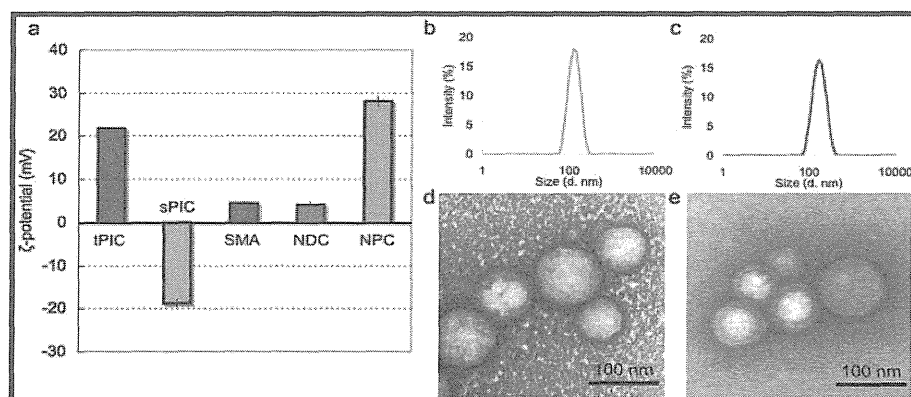 a
40
30
20
10
0
-10
-20
-30
ζ-potential (mV)
tPIC
sPIC
SMA
NDC
NPC
b
20
15
10
5
0
Intensity (%)
1
100
10000
Size (d. nm)
c
20
15
10
5
0
Intensity (%)
1
100
10000
Size (d. nm)
d
100 nm
e
100 nm